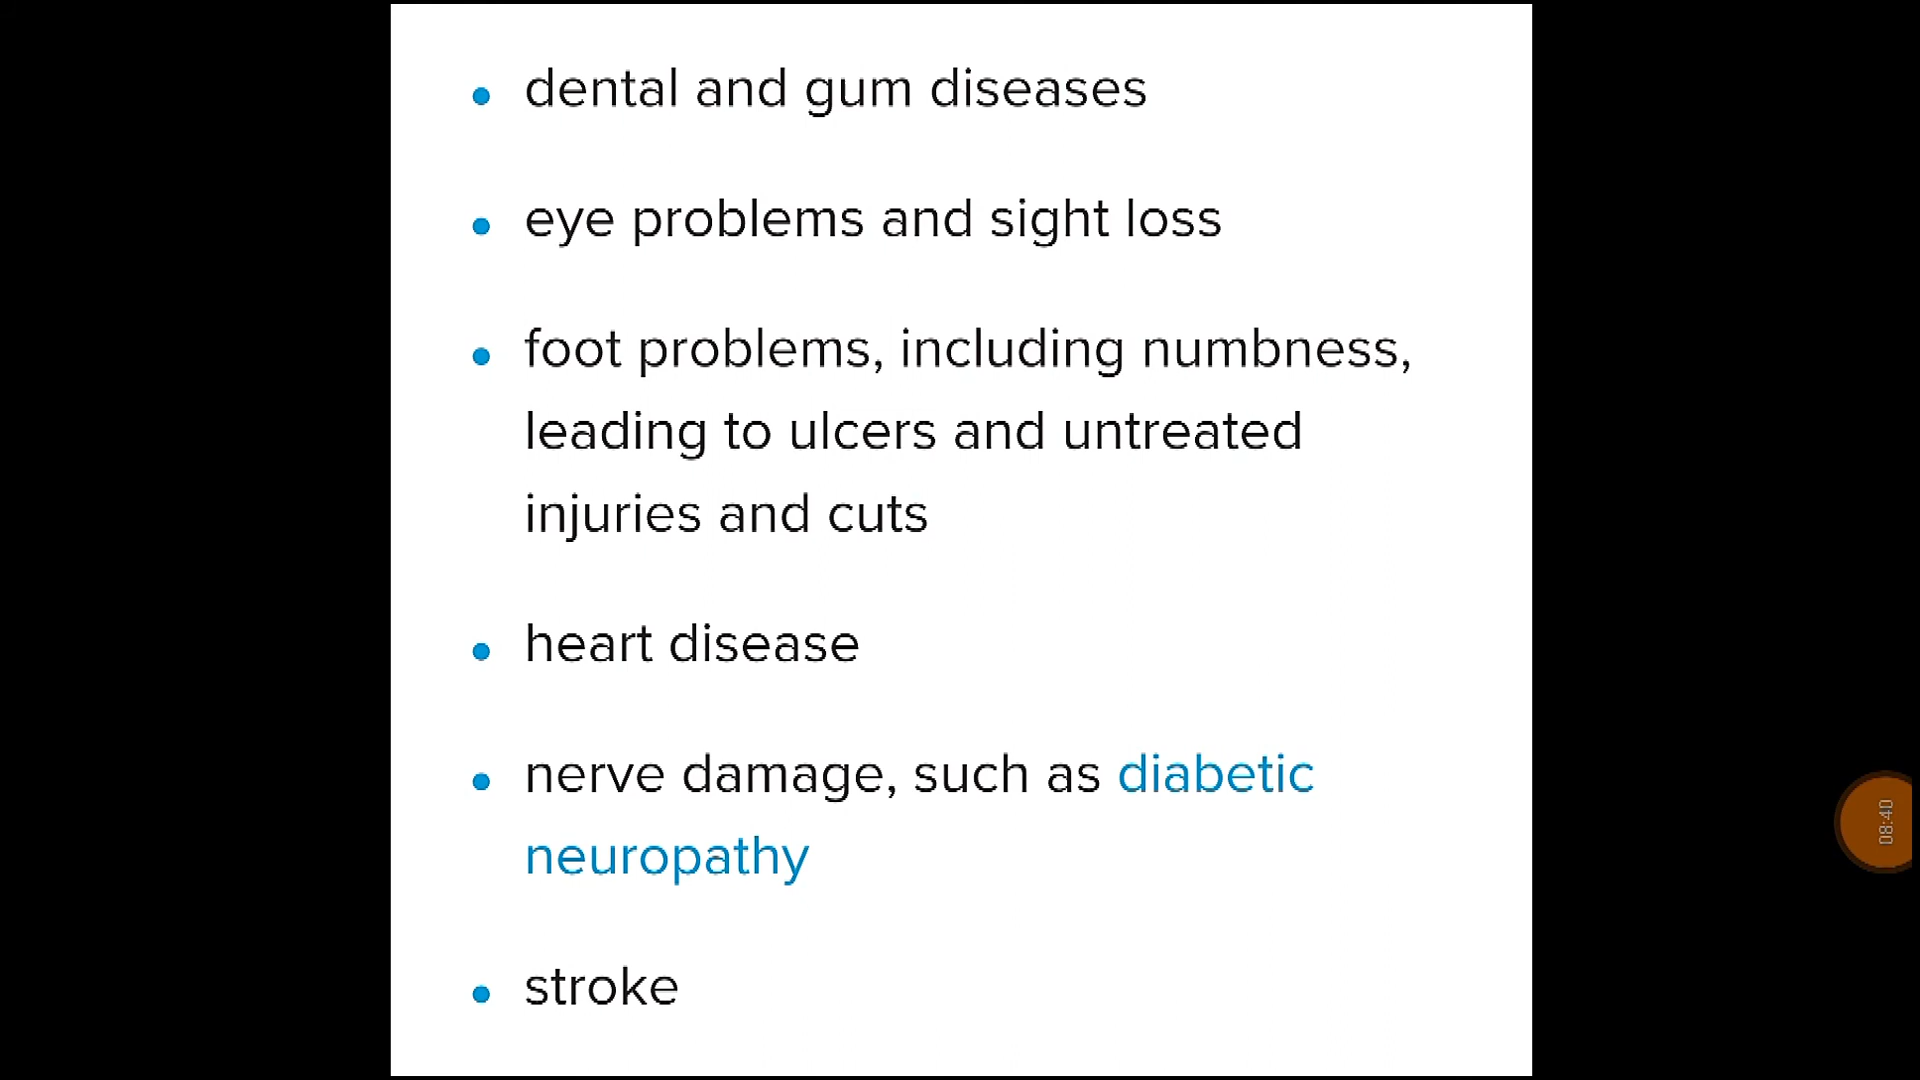 dental and gum diseases
eye problems and sight loss
foot problems, including numbness,
leading to ulcers and untreated
injuries and cuts
heart disease
nerve damage, such as diabetic
neuropathy
stroke
08:40